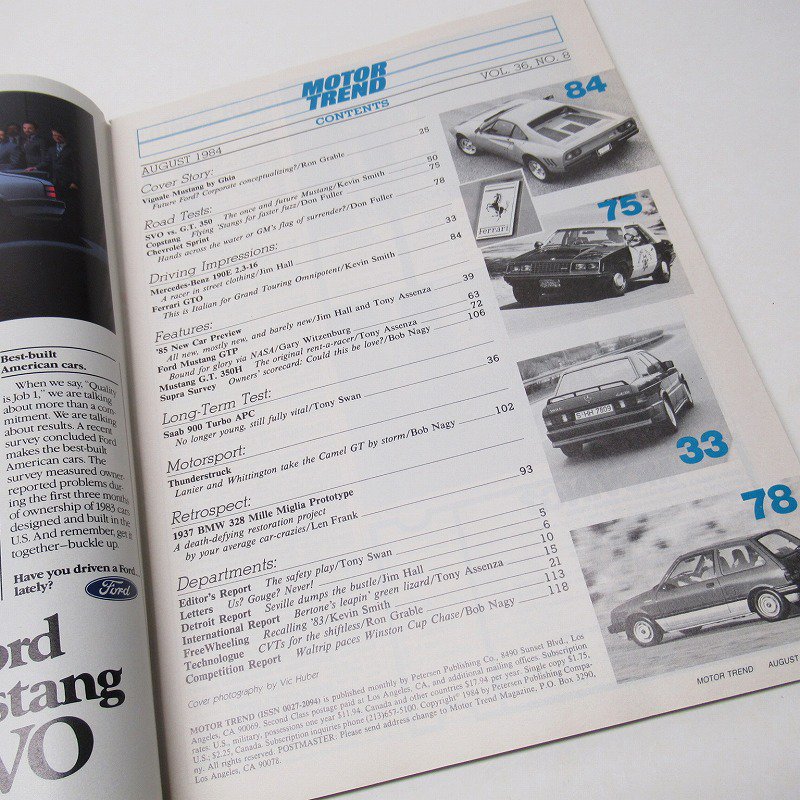 Best-built
American cars.
When we say, "Quality
is Job 1," we are talking
about more than a com-
mitment. We are talking
about results. A recent
survey concluded Ford
makes the best-built
American cars. The
survey measured owner
reported problems dur-
ing the first three months
of ownership of 1983 cars
designed and built in the
U.S. And remember, get it
together—buckle up.
Have you driven a Ford
lately?
Ford
MOTOR
TREND
CONTENTS
AUGUST 1984
VOL. 36, NO. 8
Cover Story:
Vignale Mustang by Ghia 25
Future Ford? Corporate conceptualizing?/Ron Grable
Road Tests:
SVO vs. G.T. 350 The once and future Mustang/Kevin Smith 50
Copstang Flying 'Stangs for faster fuzz/Don Fuller 75
Chevrolet Sprint 78
Hands across the water or GM's flag of surrender?/Don Fuller
Driving Impressions:
Mercedes-Benz 190E 2.3-16 33
A racer in street clothing/Jim Hall
Ferrari GTO 84
This is Italian for Grand Touring Omnipotent/Kevin Smith
Features:
'85 New Car Preview 39
All new, mostly new, and barely new/Jim Hall and Tony Assenza
Ford Mustang GTP 63
Bound for glory via NASA/Gary Witzenburg
Mustang G.T. 350H The original rent-a-racer/Tony Assenza 72
Supra Survey Owners' scorecard: Could this be love?/Bob Nagy 106
Long-Term Test:
Saab 900 Turbo APC 36
No longer young, still fully vital/Tony Swan
Motorsport:
Thunderstruck 102
Lanier and Whittington take the Camel GT by storm/Bob Nagy
Retrospect:
1937 BMW 328 Mille Miglia Prototype 93
A death-defying restoration project
by your average car-crazies/Len Frank
Departments:
Editor's Report The safety play/Tony Swan 5
Letters Us? Gouge? Never! 6
Detroit Report Seville dumps the bustle/Jim Hall 10
International Report Bertone's leapin' green lizard/Tony Assenza 15
FreeWheeling Recalling '83/Kevin Smith 21
Technologue CVTs for the shiftless/Ron Grable 113
Competition Report Waltrip paces Winston Cup Chase/Bob Nagy 118
Cover photography by Vic Huber
MOTOR TREND (ISSN 0027-2094) is published monthly by Petersen Publishing Co., 8490 Sunset Blvd., Los
Angeles, CA 90069. Second Class postage paid at Los Angeles, CA, and additional mailing offices. Subscription
rates: U.S., military, possessions one year $11.94. Canada and other countries $17.94 per year. Single copy $1.75,
U.S.; $2.25, Canada. Subscription inquiries phone (213)657-5100. Copyright© 1984 by Petersen Publishing Compa-
ny. All rights reserved. POSTMASTER: Please send address change to Motor Trend Magazine, P.O. Box 3290,
Los Angeles, CA 90078.
84
Ferrari
75
33
78
MOTOR TREND AUGUST